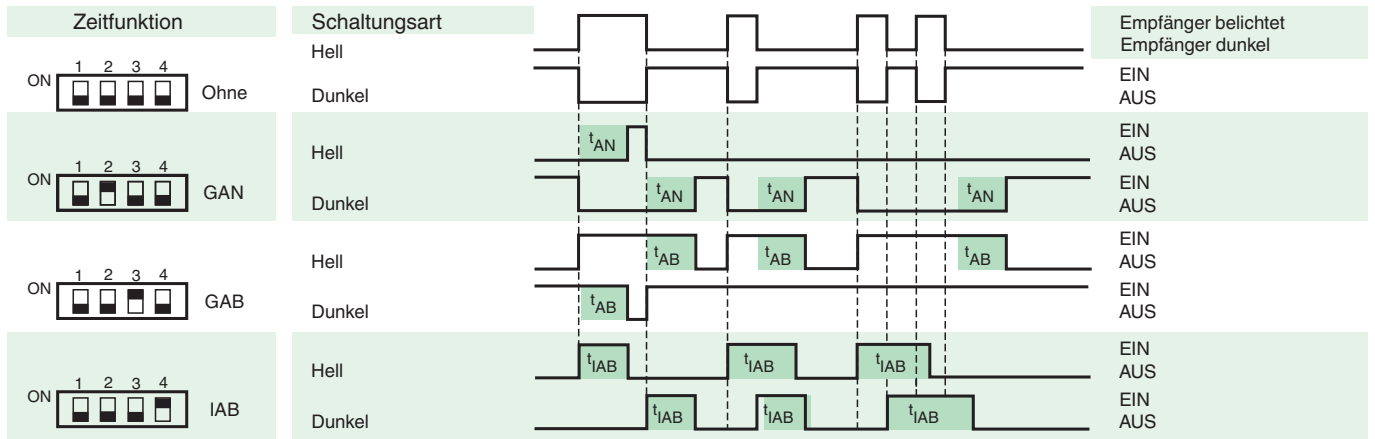 Zeitfunktion
Schaltungsart
Empfänger belichtet
Hell
Empfänger dunkel
1 2 3 4
ON
Ohne
EIN
Dunkel
AUS
tAN
EIN
Hell
AUS
1 2 3 4
ON
GAN
tAN
tAN
tAN
EIN
Dunkel
AUS
tAB
tAB
tAB
EIN
Hell
AUS
1 2 3 4
ON
GAB
tAB
EIN
Dunkel
AUS
tIAB
tIAB
tIAB
EIN
Hell
AUS
1 2 3 4
ON
IAB
tIAB
tIAB
tIAB
EIN
Dunkel
AUS